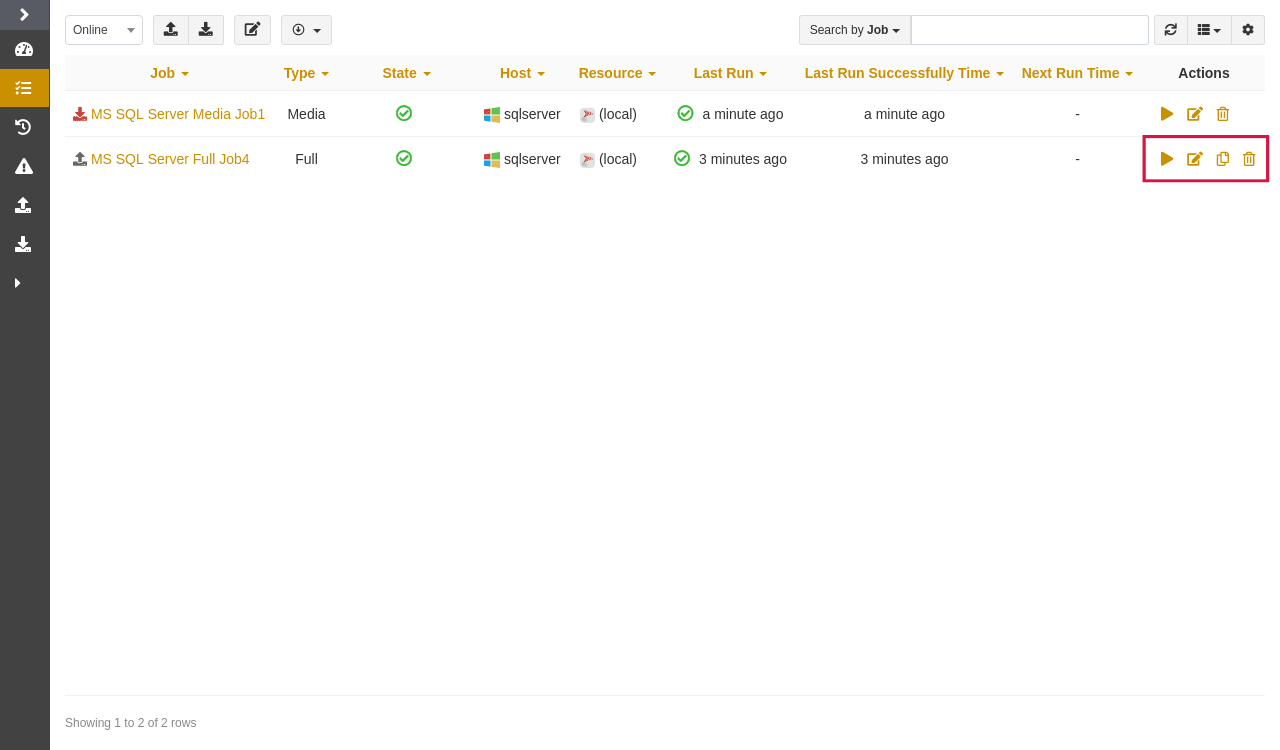 Online
Search by Job
Job Type State Host Resource Last Run Last Run Successfully Time Next Run Time Actions
MS SQL Server Media Job1 Media sqlserver (local) a minute ago a minute ago -
MS SQL Server Full Job4 Full sqlserver (local) 3 minutes ago 3 minutes ago -
Showing 1 to 2 of 2 rows